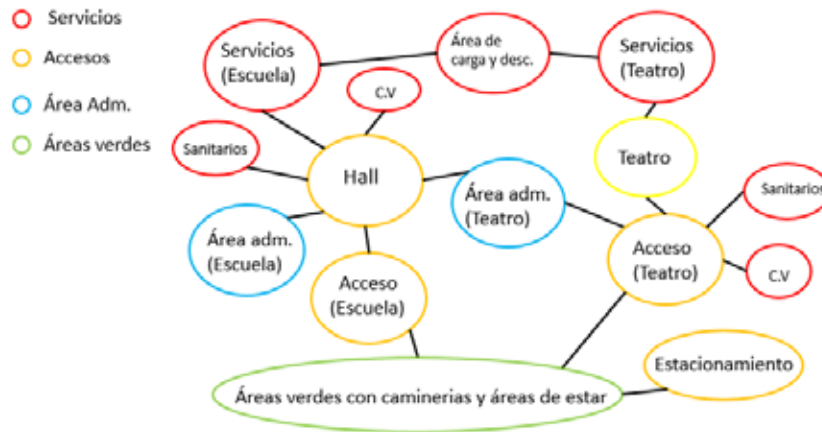 Servicios
Accesos
Área Adm.
Áreas verdes
Servicios
(Escuela)
Área de
carga y desc.
Servicios
(Teatro)
C.V
Sanitarios
Hall
Teatro
Área adm.
(Teatro)
Sanitarios
Área adm.
(Escuela)
Acceso
(Teatro)
C.V
Acceso
(Escuela)
Estacionamiento
Áreas verdes con caminerias y áreas de estar